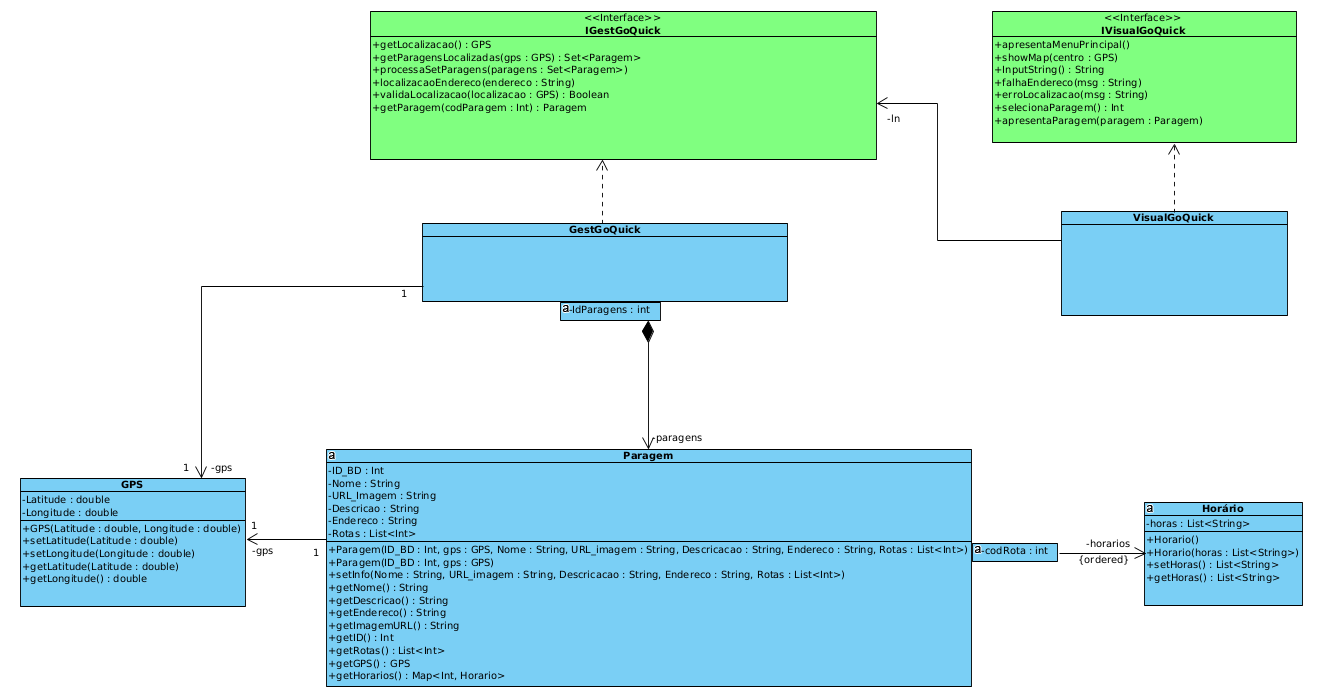 <<Interface>>
IGestGoQuick
+getLocalizacao() : GPS
+getParagensLocalizadas(gps : GPS) : Set<Paragem>
+processaSetParagens(paragens : Set<Paragem>)
+localizacaoEndereco(endereco : String)
+validaLocalizacao(localizacao : GPS) : Boolean
+getParagem(codParagem : Int) : Paragem
<<Interface>>
IVisualGoQuick
+apresentaMenuPrincipal()
+showMap(centro : GPS)
+InputString() : String
+falhaEndereco(msg : String)
+erroLocalizacao(msg : String)
+selecionaParagem() : Int
+apresentaParagem(paragem : Paragem)
-ln
GestGoQuick
VisualGoQuick
1
a
-IdParagens : int
-paragens
1
-gps
GPS
-Latitude : double
-Longitude : double
+GPS(Latitude : double, Longitude : double)
+setLatitude(Latitude : double)
+setLongitude(Longitude : double)
+getLatitude(Latitude : double)
+getLongitude() : double
1
-gps
1
a
Paragem
-ID_BD : Int
-Nome : String
-URL_Imagem : String
-Descricao : String
-Endereco : String
-Rotas : List<Int>
+Paragem(ID_BD : Int, gps : GPS, Nome : String, URL_imagem : String, Descricacao : String, Endereco : String, Rotas : List<Int>)
+Paragem(ID_BD : Int, gps : GPS)
+setInfo(Nome : String, URL_imagem : String, Descricacao : String, Endereco : String, Rotas : List<Int>)
+getNome() : String
+getDescricao() : String
+getEndereco() : String
+getImagemURL() : String
+getID() : Int
+getRotas() : List<Int>
+getGPS() : GPS
+getHorarios() : Map<Int, Horario>
a
-codRota : int
-horarios
{ordered}
a
Horário
-horas : List<String>
+Horario()
+Horario(horas : List<String>)
+setHoras() : List<String>
+getHoras() : List<String>